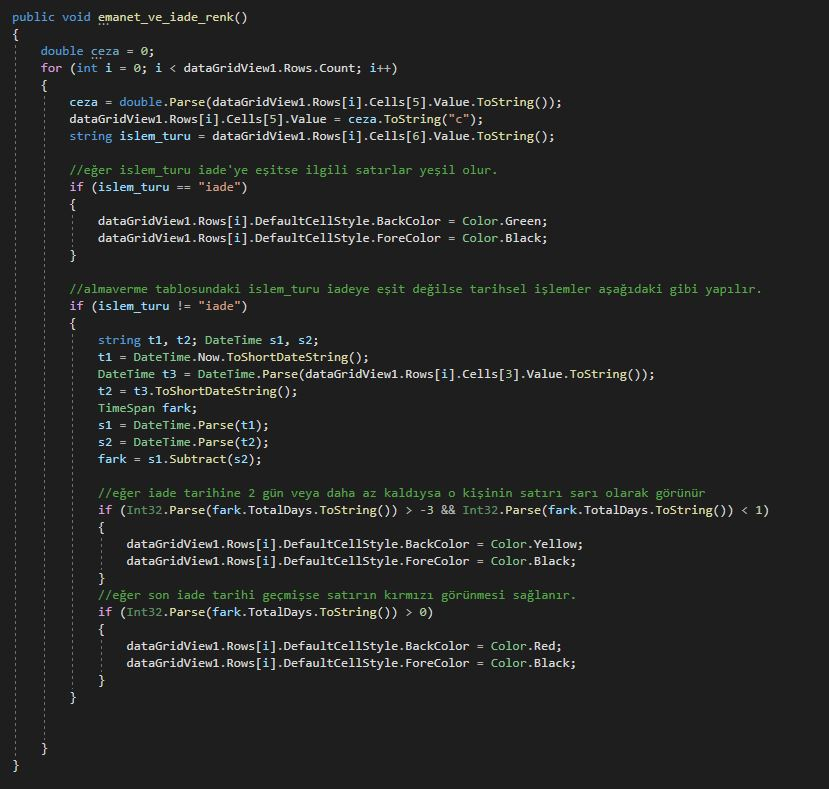 public void emanet_ve_iade_renk()
{
    double ceza = 0;
    for (int i = 0; i < dataGridView1.Rows.Count; i++)
    {
        ceza = double.Parse(dataGridView1.Rows[i].Cells[5].Value.ToString());
        dataGridView1.Rows[i].Cells[5].Value = ceza.ToString("c");
        string islem_turu = dataGridView1.Rows[i].Cells[6].Value.ToString();

        //eğer islem_turu iade'ye eşitse ilgili satırlar yeşil olur.
        if (islem_turu == "iade")
        {
            dataGridView1.Rows[i].DefaultCellStyle.BackColor = Color.Green;
            dataGridView1.Rows[i].DefaultCellStyle.ForeColor = Color.Black;
        }

        //almaverme tablosundaki islem_turu iadeye eşit değilse tarihsel işlemler aşağıdaki gibi yapılır.
        if (islem_turu != "iade")
        {
            string t1, t2; DateTime s1, s2;
            t1 = DateTime.Now.ToShortDateString();
            DateTime t3 = DateTime.Parse(dataGridView1.Rows[i].Cells[3].Value.ToString());
            t2 = t3.ToShortDateString();
            TimeSpan fark;
            s1 = DateTime.Parse(t1);
            s2 = DateTime.Parse(t2);
            fark = s1.Subtract(s2);

            //eğer iade tarihine 2 gün veya daha az kaldıysa o kişinin satırı sarı olarak görünür
            if (Int32.Parse(fark.TotalDays.ToString()) > -3 && Int32.Parse(fark.TotalDays.ToString()) < 1)
            {
                dataGridView1.Rows[i].DefaultCellStyle.BackColor = Color.Yellow;
                dataGridView1.Rows[i].DefaultCellStyle.ForeColor = Color.Black;
            }
            //eğer son iade tarihi geçmişse satırın kırmızı görünmesi sağlanır.
            if (Int32.Parse(fark.TotalDays.ToString()) > 0)
            {
                dataGridView1.Rows[i].DefaultCellStyle.BackColor = Color.Red;
                dataGridView1.Rows[i].DefaultCellStyle.ForeColor = Color.Black;
            }
        }


    }
}